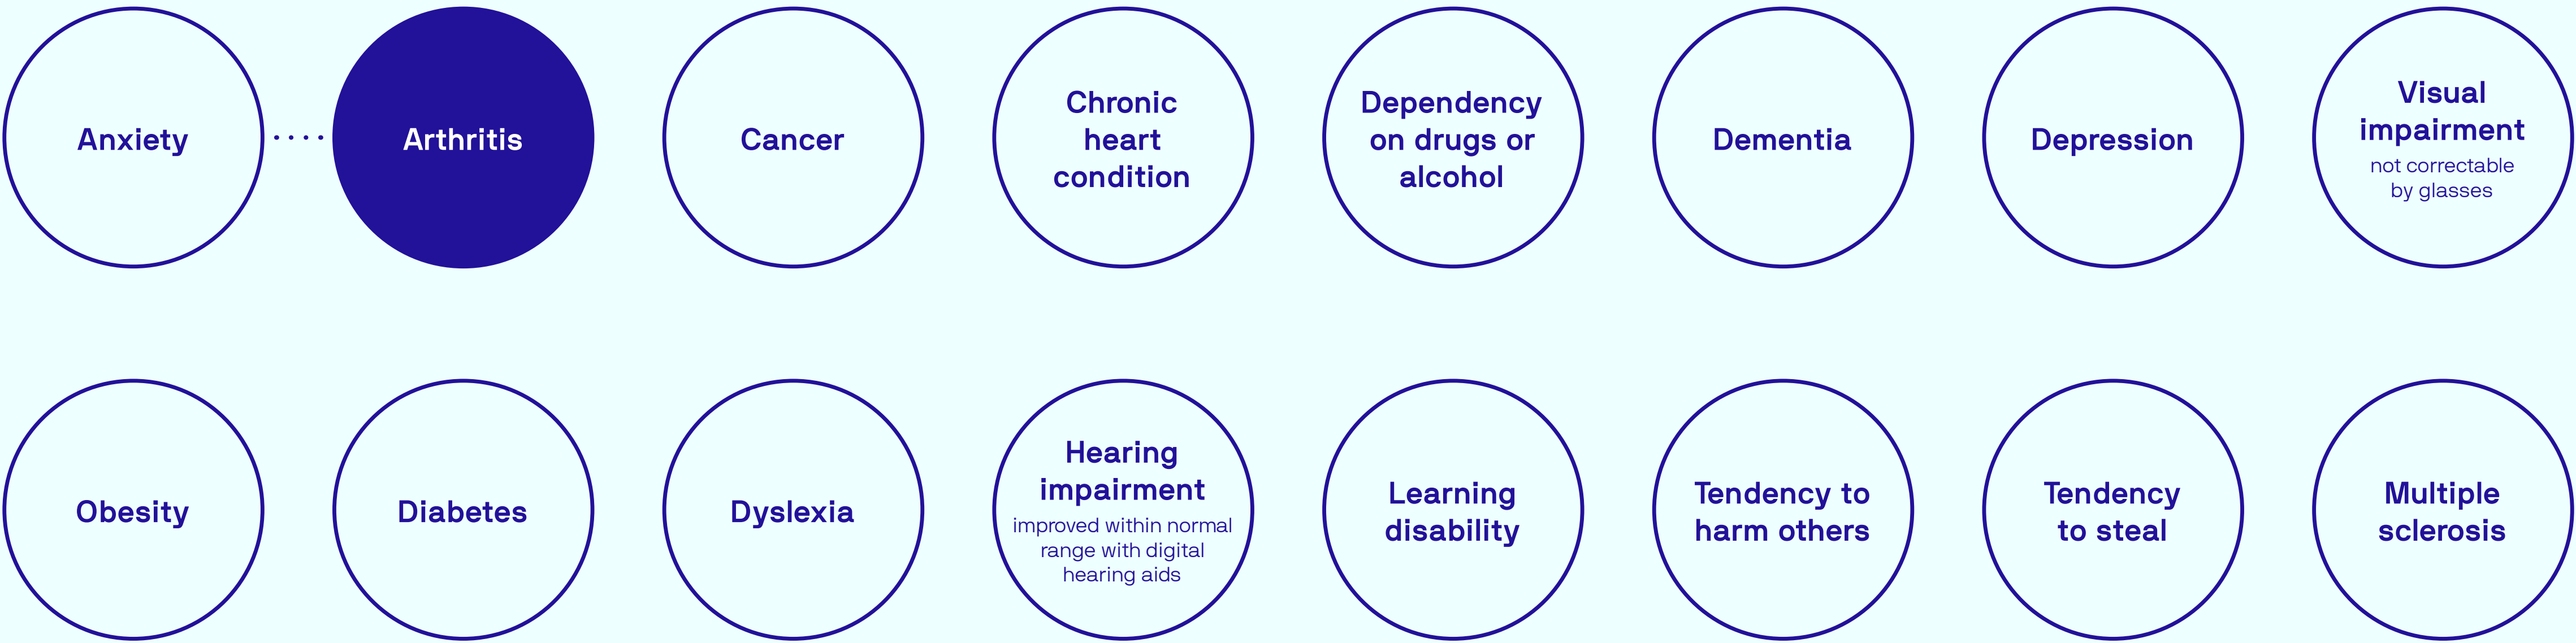 Anxiety
Arthritis
Cancer
Chronic
heart
condition
Dependency
on drugs or
alcohol
Dementia
Depression
Visual
impairment
not correctable
by glasses
Obesity
Diabetes
Dyslexia
Hearing
impairment
improved within normal
range with digital
hearing aids
Learning
disability
Tendency to
harm others
Tendency
to steal
Multiple
sclerosis